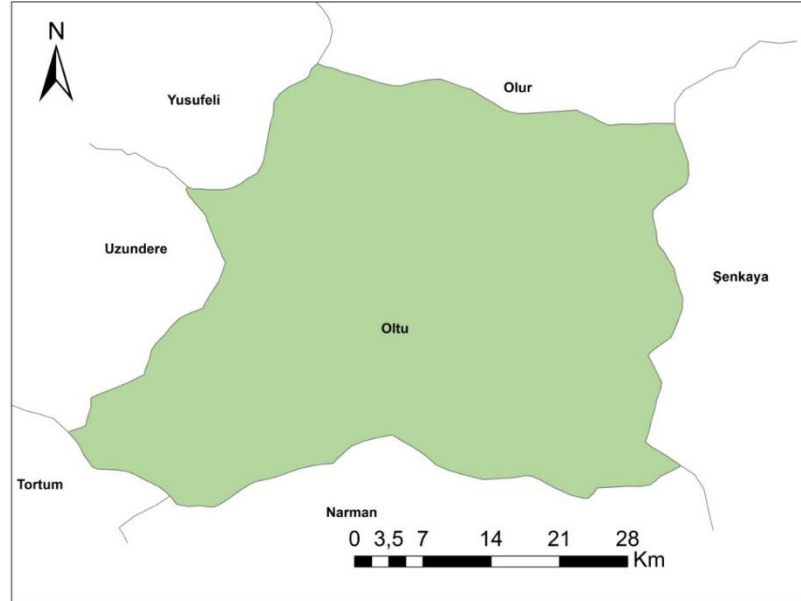 N
Yusufeli
Olur
Uzundere
Şenkaya
Oltu
Tortum
Narman
0 3,5 7 14 21 28
Km